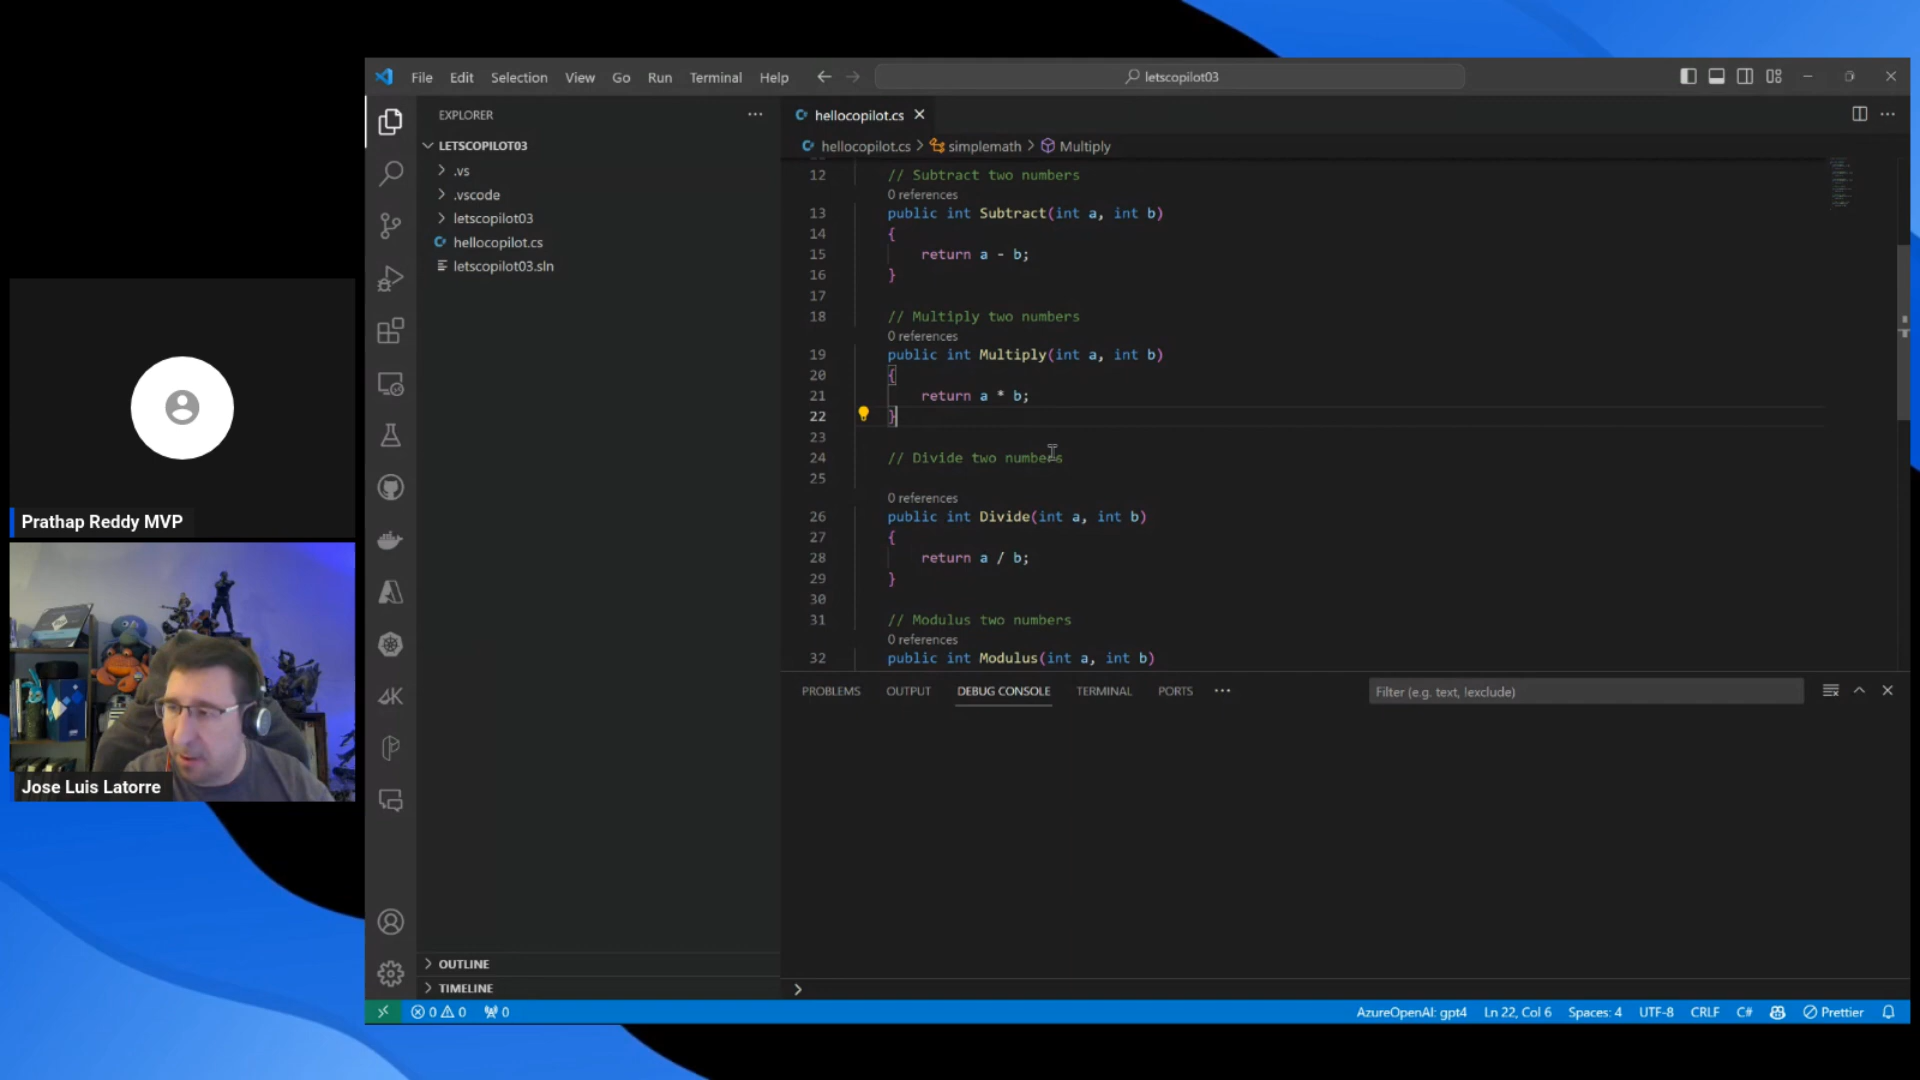 File Edit Selection View Go Run Terminal Help
letscopilot03
EXPLORER
LETSCOPILOT03
.vs
.vscode
letscopilot03
hellocopilot.cs
letscopilot03.sln
OUTLINE
TIMELINE
hellocopilot.cs
hellocopilot.cs > simplemath > Multiply
12 // Subtract two numbers
0 references
13 public int Subtract(int a, int b)
14 {
15 return a - b;
16 }
17
18 // Multiply two numbers
0 references
19 public int Multiply(int a, int b)
20 {
21 return a * b;
22 }
23
24 // Divide two numbers
25
0 references
26 public int Divide(int a, int b)
27 {
28 return a / b;
29 }
30
31 // Modulus two numbers
0 references
32 public int Modulus(int a, int b)
PROBLEMS OUTPUT DEBUG CONSOLE TERMINAL PORTS
Filter (e.g. text, !exclude)
0 0 0
AzureOpenAI: gpt4 Ln 22, Col 6 Spaces: 4 UTF-8 CRLF C# Prettier
Prathap Reddy MVP
Jose Luis Latorre